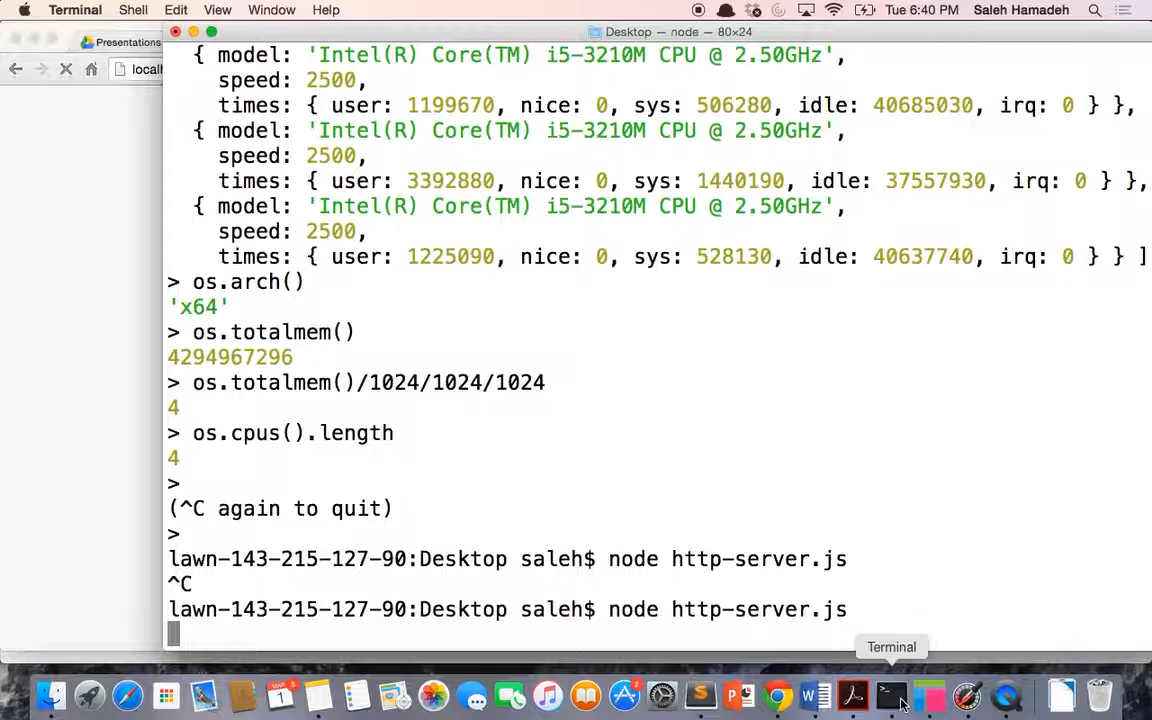 Terminal Shell Edit View Window Help Tue 6:40 PM Saleh Hamadeh
Desktop — node — 80×24
Presentations
localh
{ model: 'Intel(R) Core(TM) i5-3210M CPU @ 2.50GHz',
speed: 2500,
times: { user: 1199670, nice: 0, sys: 506280, idle: 40685030, irq: 0 } },
{ model: 'Intel(R) Core(TM) i5-3210M CPU @ 2.50GHz',
speed: 2500,
times: { user: 3392880, nice: 0, sys: 1440190, idle: 37557930, irq: 0 } },
{ model: 'Intel(R) Core(TM) i5-3210M CPU @ 2.50GHz',
speed: 2500,
times: { user: 1225090, nice: 0, sys: 528130, idle: 40637740, irq: 0 } } ]
> os.arch()
'x64'
> os.totalmem()
4294967296
> os.totalmem()/1024/1024/1024
4
> os.cpus().length
4
>
(^C again to quit)
>
lawn-143-215-127-90:Desktop saleh$ node http-server.js
^C
lawn-143-215-127-90:Desktop saleh$ node http-server.js
Terminal